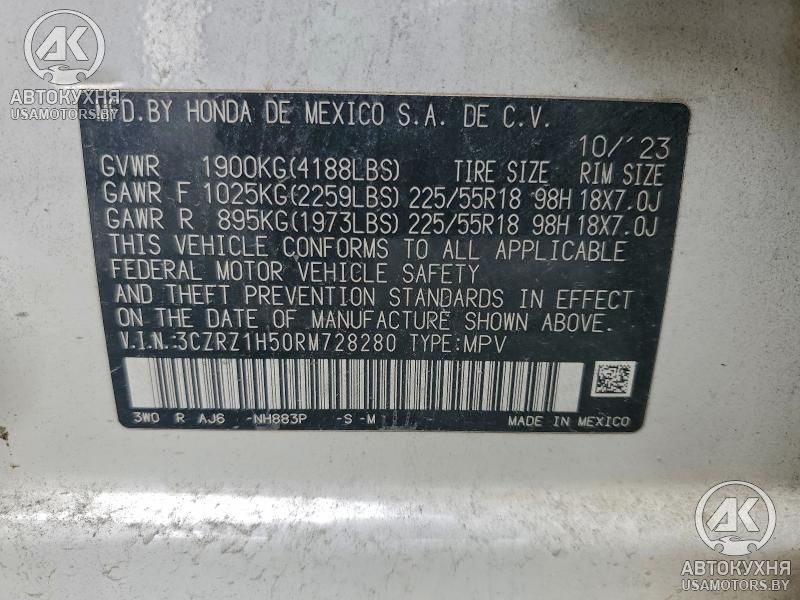 АК
АВТОКУХНЯ
USAMOTORS.BY
MFD.BY HONDA DE MEXICO S.A. DE C.V.
10/'23
GVWR 1900KG(4188LBS) TIRE SIZE RIM SIZE
GAWR F 1025KG(2259LBS) 225/55R18 98H 18X7.0J
GAWR R 895KG(1973LBS) 225/55R18 98H 18X7.0J
THIS VEHICLE CONFORMS TO ALL APPLICABLE
FEDERAL MOTOR VEHICLE SAFETY
AND THEFT PREVENTION STANDARDS IN EFFECT
ON THE DATE OF MANUFACTURE SHOWN ABOVE.
V.I.N.:3CZRZ1H50RM728280 TYPE:MPV
3W0 R AJ6 -NH883P -S -M
MADE IN MEXICO
АК
АВТОКУХНЯ
USAMOTORS.BY